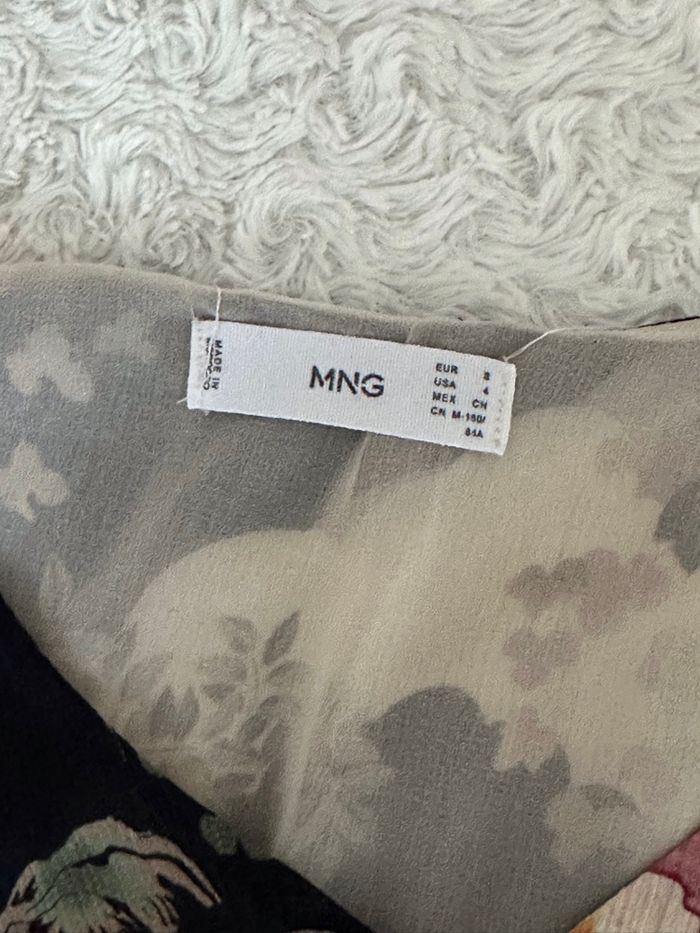 MADE IN
MNG
EUR S
USA 4
MEX CH
CN M-160/
84A